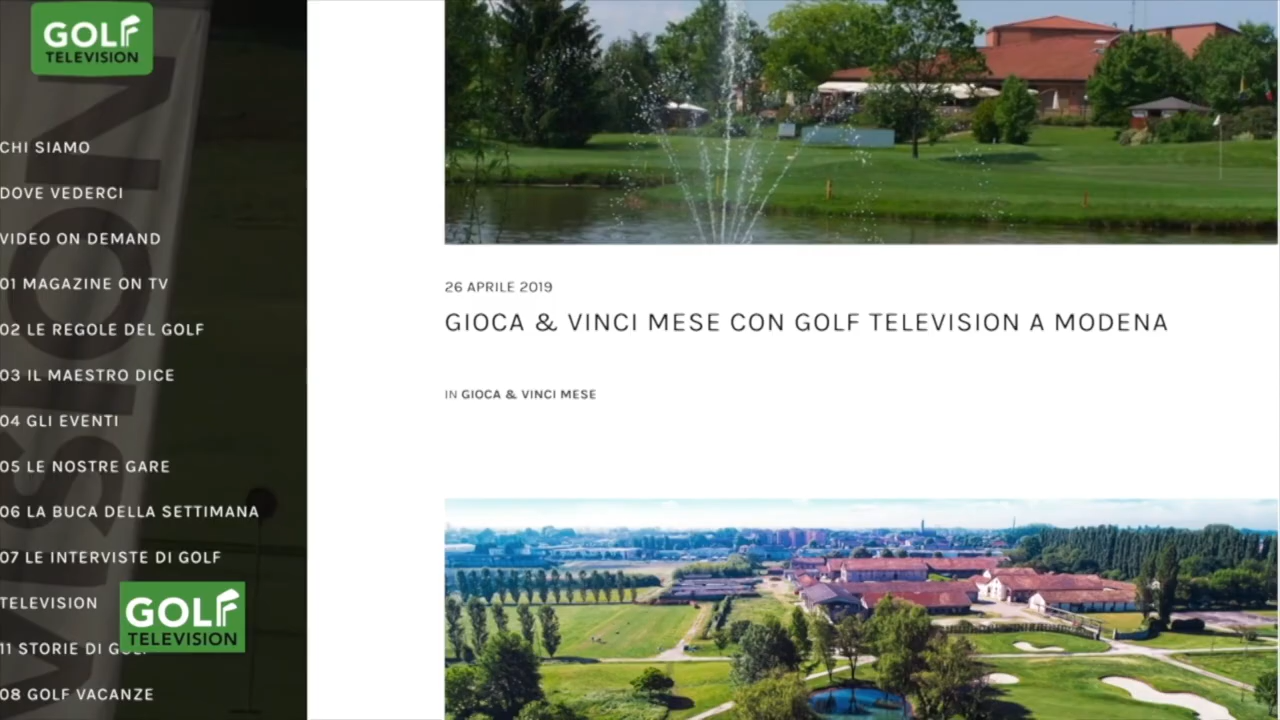 GOLF
TELEVISION
CHI SIAMO
DOVE VEDERCI
VIDEO ON DEMAND
01 MAGAZINE ON TV
02 LE REGOLE DEL GOLF
03 IL MAESTRO DICE
04 GLI EVENTI
05 LE NOSTRE GARE
06 LA BUCA DELLA SETTIMANA
07 LE INTERVISTE DI GOLF
TELEVISION
11 STORIE DI GOLF
08 GOLF VACANZE
GOLF
TELEVISION
26 APRILE 2019
GIOCA & VINCI MESE CON GOLF TELEVISION A MODENA
IN GIOCA & VINCI MESE